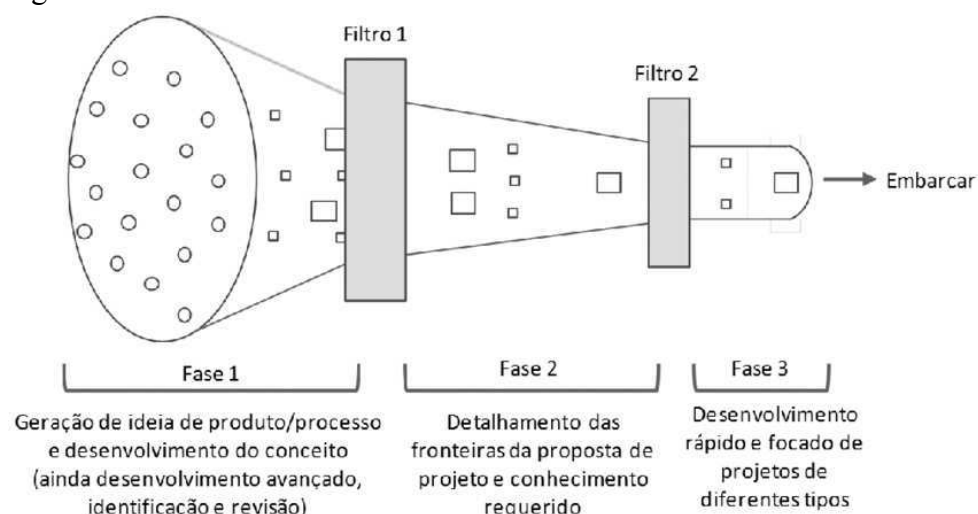 Filtro 1
Filtro 2
Embarcar
Fase 1
Fase 2
Fase 3
Geração de ideia de produto/processo
e desenvolvimento do conceito
(ainda desenvolvimento avançado,
identificação e revisão)
Detalhamento das
fronteiras da proposta de
projeto e conhecimento
requerido
Desenvolvimento
rápido e focado de
projetos de
diferentes tipos